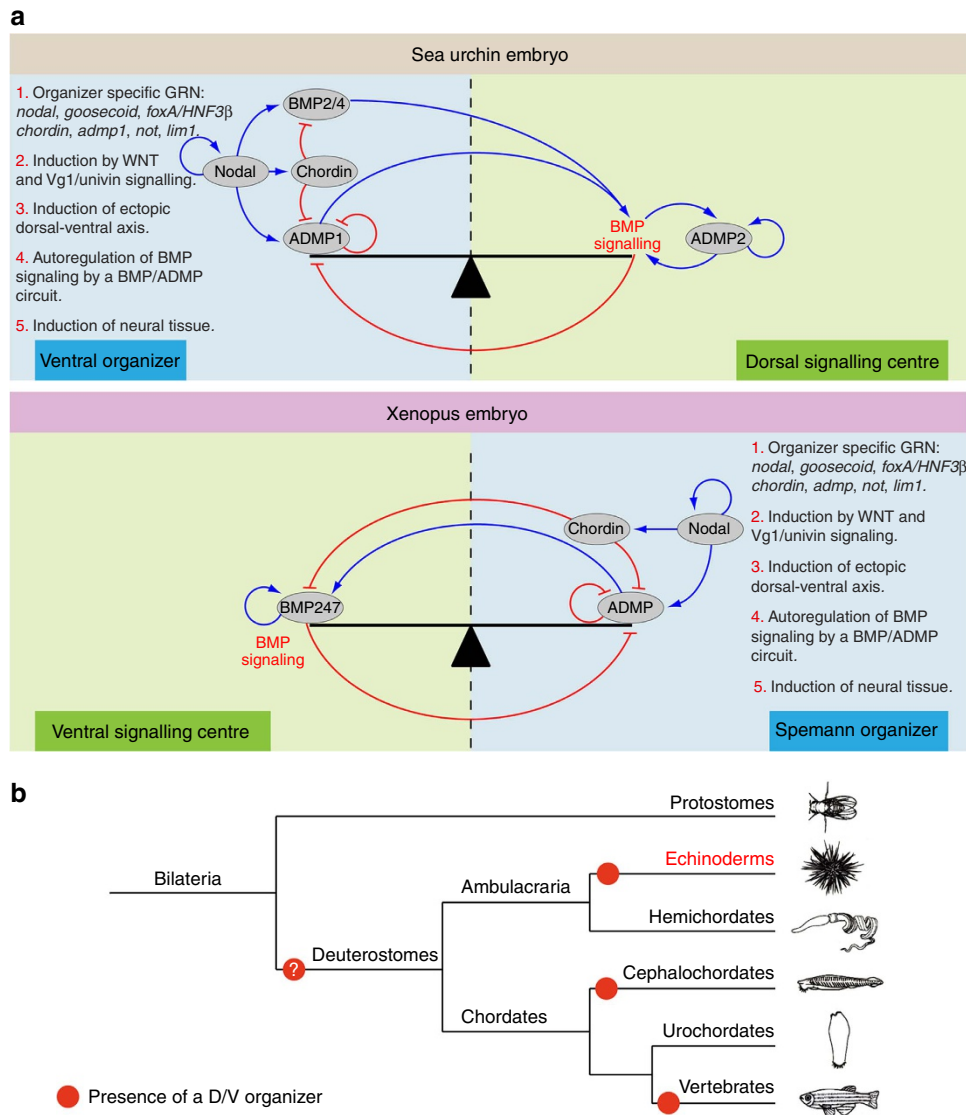 a
Sea urchin embryo
1. Organizer specific GRN:
nodal, goosecoid, foxA/HNF3β
chordin, admp1, not, lim1.
2. Induction by WNT
and Vg1/univin signalling.
3. Induction of ectopic
dorsal-ventral axis.
4. Autoregulation of BMP
signaling by a BMP/ADMP
circuit.
5. Induction of neural tissue.
BMP2/4
Nodal
Chordin
ADMP1
BMP
signalling
ADMP2
Ventral organizer
Dorsal signalling centre
Xenopus embryo
1. Organizer specific GRN:
nodal, goosecoid, foxA/HNF3β
chordin, admp, not, lim1.
2. Induction by WNT and
Vg1/univin signaling.
3. Induction of ectopic
dorsal-ventral axis.
4. Autoregulation of BMP
signaling by a BMP/ADMP
circuit.
5. Induction of neural tissue.
Chordin
Nodal
BMP247
ADMP
BMP
signaling
Ventral signalling centre
Spemann organizer
b
Protostomes
Echinoderms
Bilateria
Ambulacraria
Hemichordates
?
Deuterostomes
Cephalochordates
Chordates
Urochordates
Vertebrates
Presence of a D/V organizer